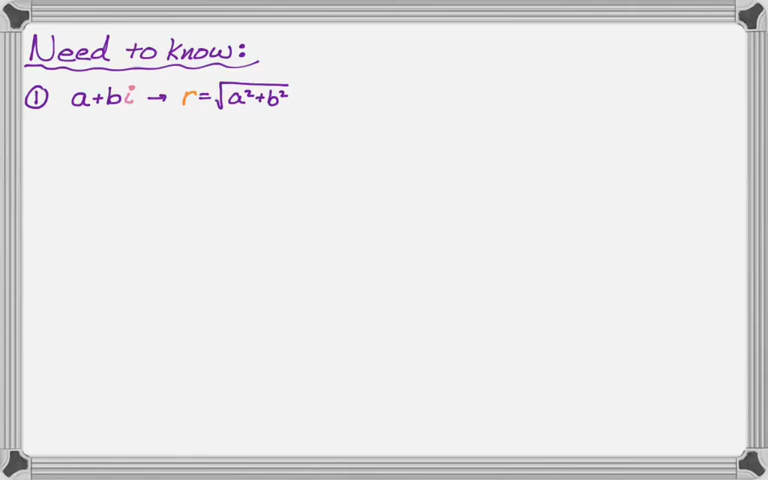 Need to know:
① a+bi → r=√a²+b²